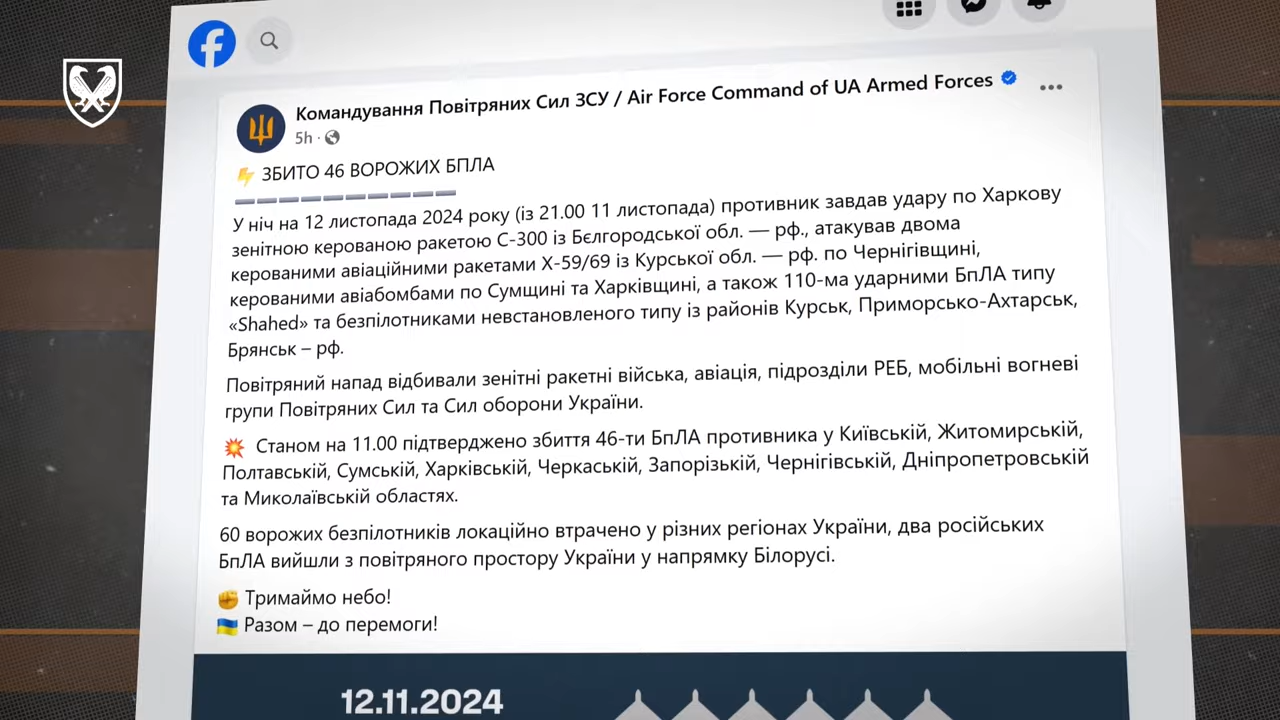 Командування Повітряних Сил ЗСУ / Air Force Command of UA Armed Forces
5h ·
ЗБИТО 46 ВОРОЖИХ БПЛА
У ніч на 12 листопада 2024 року (із 21.00 11 листопада) противник завдав удару по Харкову
зенітною керованою ракетою С-300 із Бєлгородської обл. — рф., атакував двома
керованими авіаційними ракетами Х-59/69 із Курської обл. — рф. по Чернігівщині,
керованими авіабомбами по Сумщині та Харківщині, а також 110-ма ударними БпЛА типу
«Shahed» та безпілотниками невстановленого типу із районів Курськ, Приморсько-Ахтарськ,
Брянськ – рф.
Повітряний напад відбивали зенітні ракетні війська, авіація, підрозділи РЕБ, мобільні вогневі
групи Повітряних Сил та Сил оборони України.
Станом на 11.00 підтверджено збиття 46-ти БпЛА противника у Київській, Житомирській,
Полтавській, Сумській, Харківській, Черкаській, Запорізькій, Чернігівській, Дніпропетровській
та Миколаївській областях.
60 ворожих безпілотників локаційно втрачено у різних регіонах України, два російських
БпЛА вийшли з повітряного простору України у напрямку Білорусі.
Тримаймо небо!
Разом – до перемоги!
12.11.2024